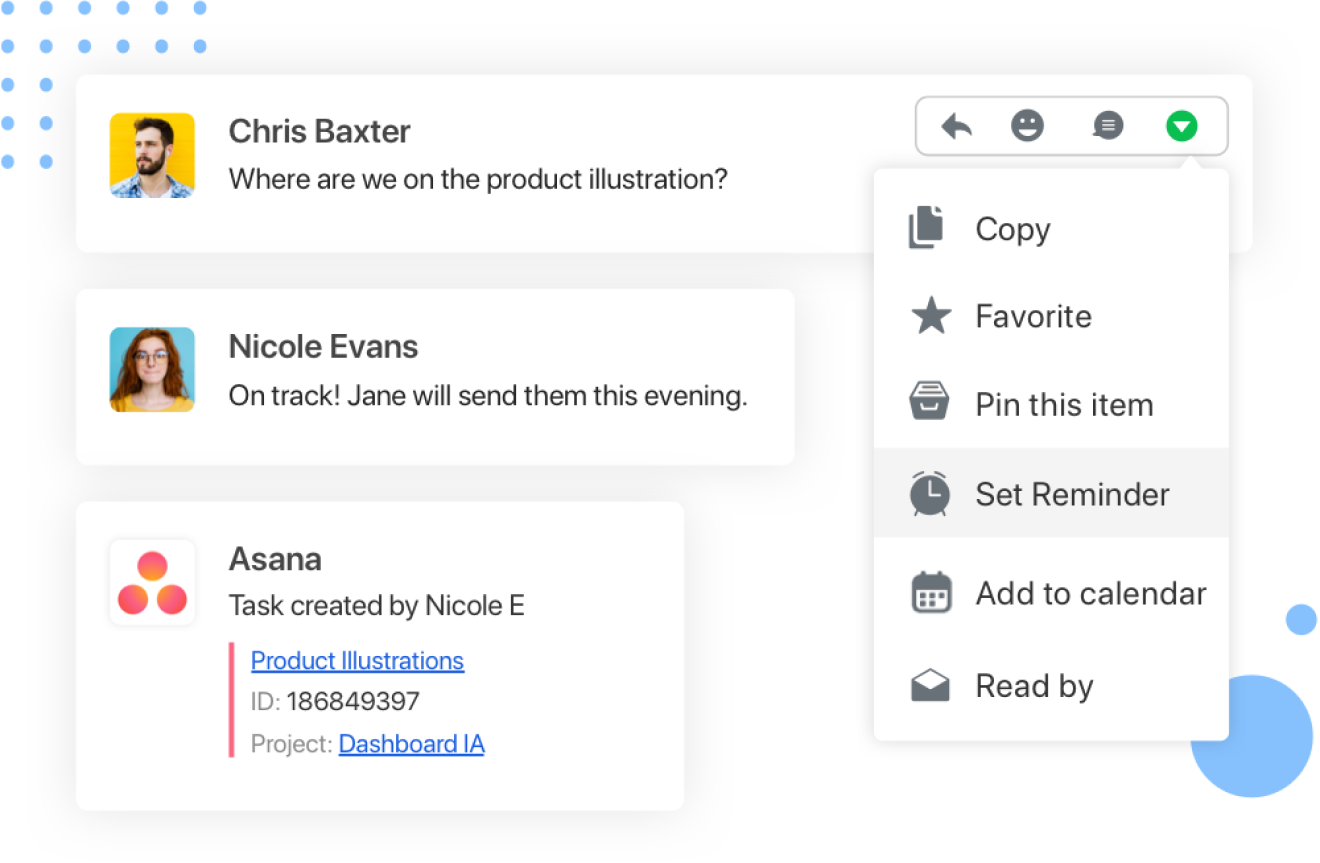 Chris Baxter
Where are we on the product illustration?
Copy
Favorite
Pin this item
Set Reminder
Add to calendar
Read by
Nicole Evans
On track! Jane will send them this evening.
Asana
Task created by Nicole E
Product Illustrations
ID: 186849397
Project: Dashboard IA